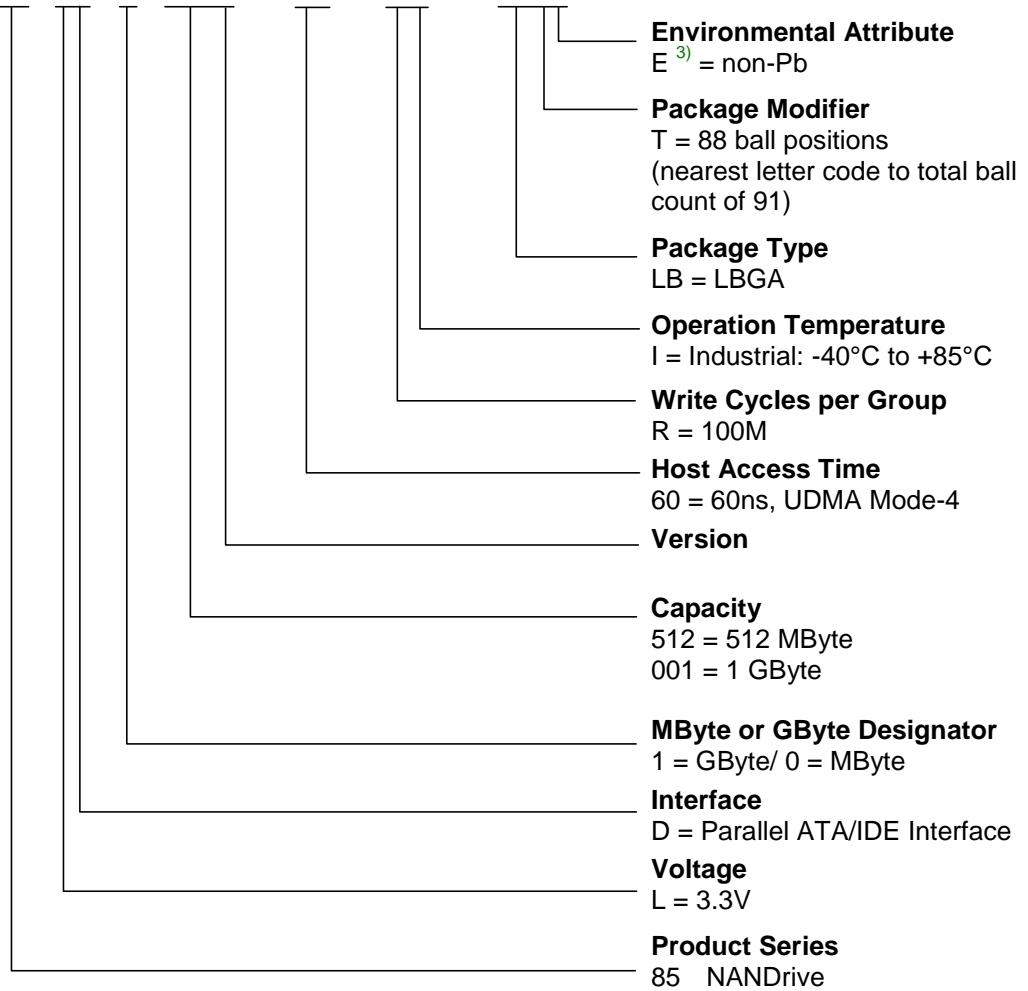 Environmental Attribute
E 3) = non-Pb
Package Modifier
T = 88 ball positions
(nearest letter code to total ball
count of 91)
Package Type
LB = LBGA
Operation Temperature
I = Industrial: -40°C to +85°C
Write Cycles per Group
R = 100M
Host Access Time
60 = 60ns, UDMA Mode-4
Version
Capacity
512 = 512 MByte
001 = 1 GByte
MByte or GByte Designator
1 = GByte/ 0 = MByte
Interface
D = Parallel ATA/IDE Interface
Voltage
L = 3.3V
Product Series
85 NANDrive